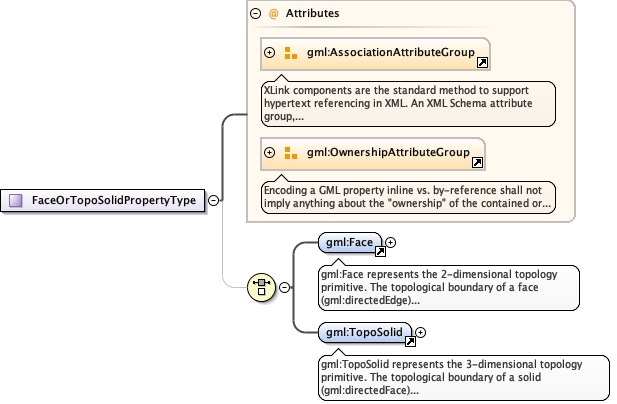 @ Attributes
gml:AssociationAttributeGroup
XLink components are the standard method to support
hypertext referencing in XML. An XML Schema attribute
group,...
gml:OwnershipAttributeGroup
Encoding a GML property inline vs. by-reference shall not
imply anything about the "ownership" of the contained or...
FaceOrTopoSolidPropertyType
gml:Face
gml:Face represents the 2-dimensional topology
primitive. The topological boundary of a face
(gml:directedEdge)...
gml:TopoSolid
gml:TopoSolid represents the 3-dimensional topology
primitive. The topological boundary of a solid
(gml:directedFace)...